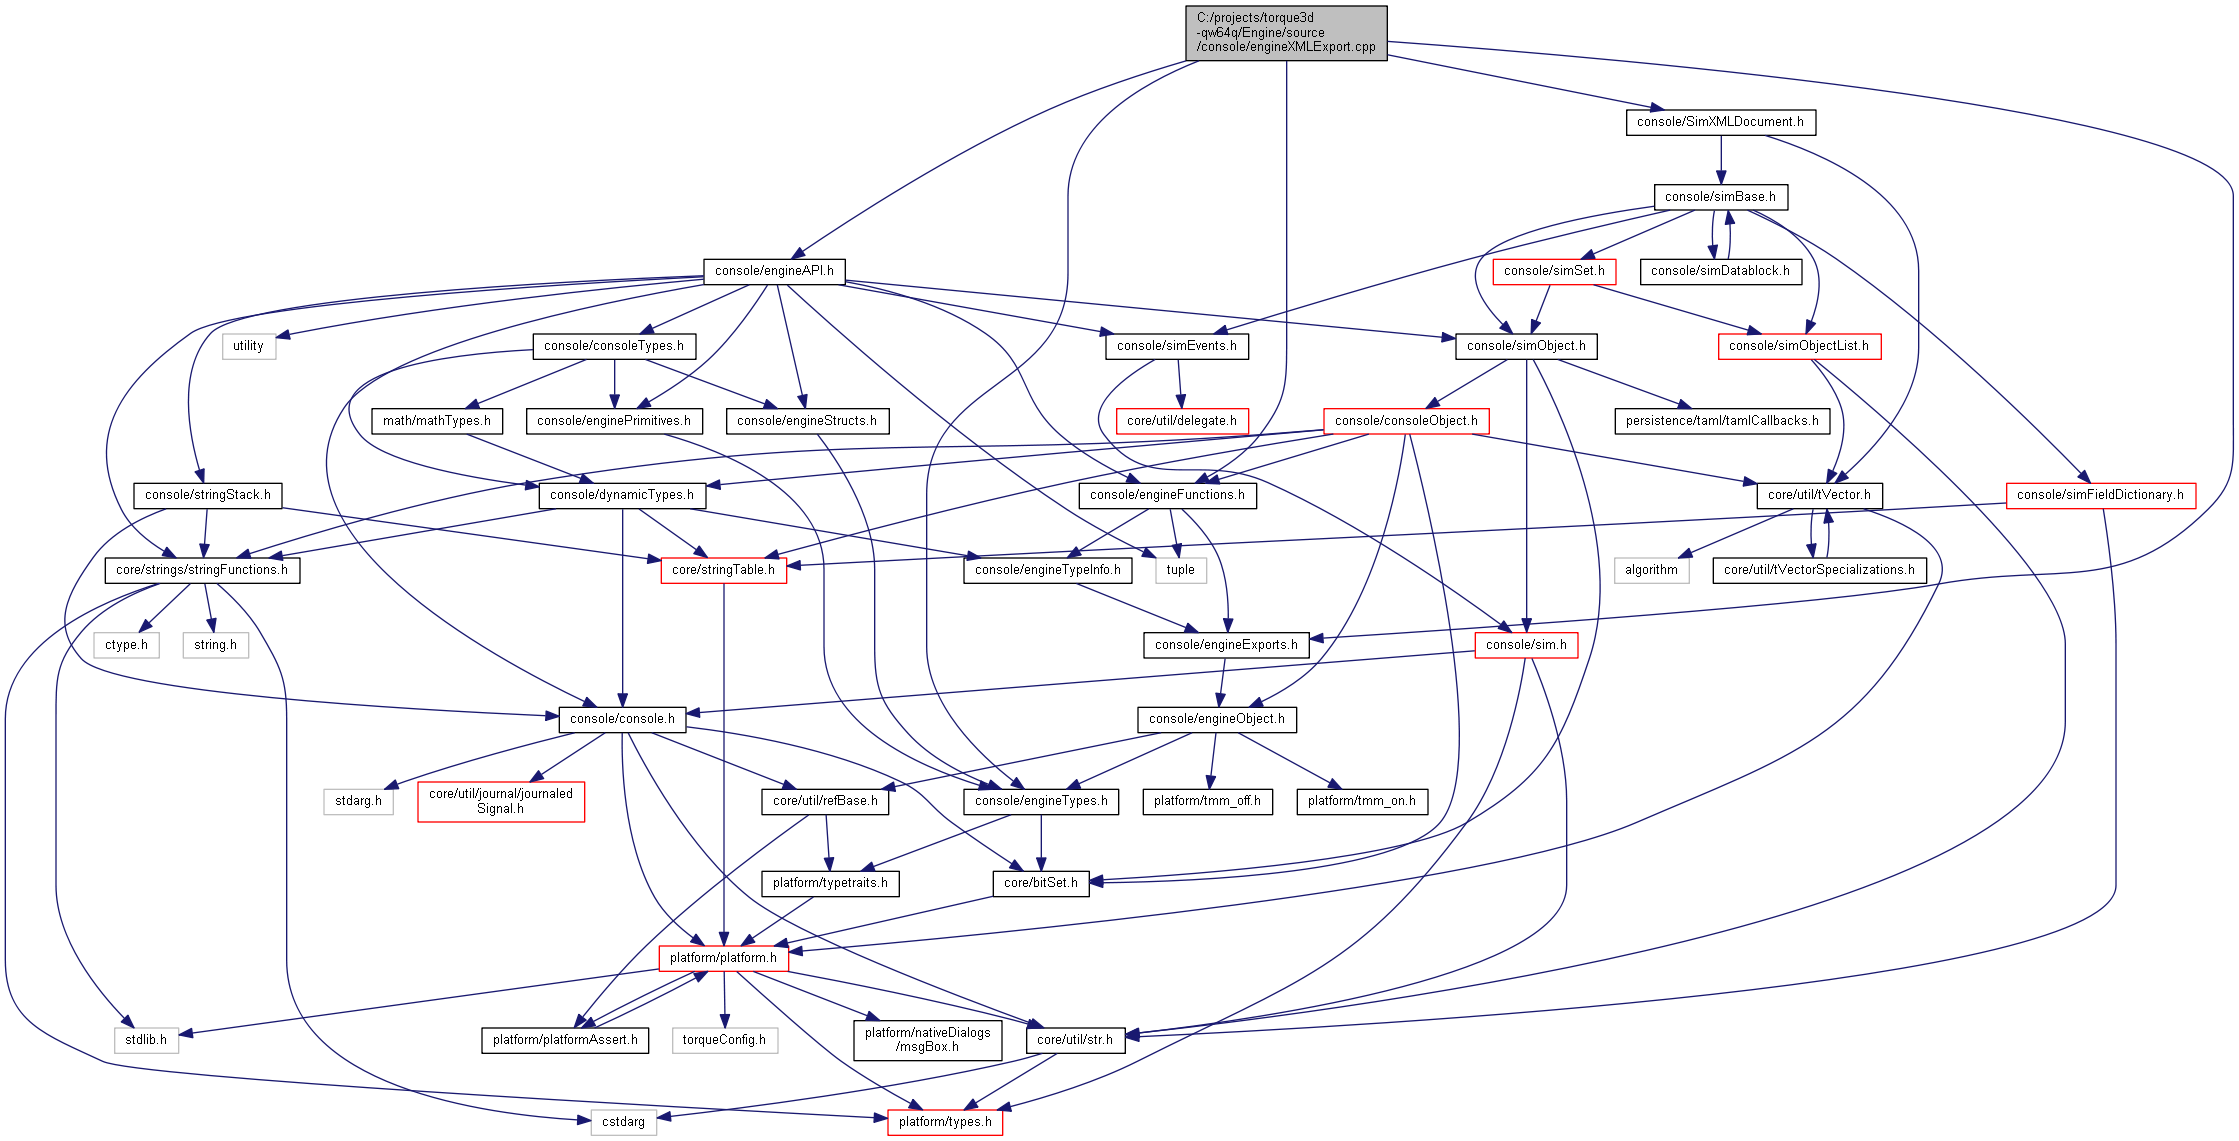 C:/projects/torque3d
-qw64q/Engine/source
/console/engineXMLExport.cpp
console/SimXMLDocument.h
console/simBase.h
console/engineAPI.h
console/simSet.h
console/simDatablock.h
utility
console/consoleTypes.h
console/simEvents.h
console/simObject.h
console/simObjectList.h
math/mathTypes.h
console/enginePrimitives.h
console/engineStructs.h
core/util/delegate.h
console/consoleObject.h
persistence/taml/tamlCallbacks.h
console/stringStack.h
console/dynamicTypes.h
console/engineFunctions.h
core/util/tVector.h
console/simFieldDictionary.h
core/strings/stringFunctions.h
core/stringTable.h
console/engineTypeInfo.h
tuple
algorithm
core/util/tVectorSpecializations.h
ctype.h
string.h
console/engineExports.h
console/sim.h
console/console.h
console/engineObject.h
stdarg.h
core/util/journal/journaled
Signal.h
core/util/refBase.h
console/engineTypes.h
platform/tmm_off.h
platform/tmm_on.h
platform/typetraits.h
core/bitSet.h
platform/platform.h
stdlib.h
platform/platformAssert.h
torqueConfig.h
platform/nativeDialogs
/msgBox.h
core/util/str.h
cstdarg
platform/types.h